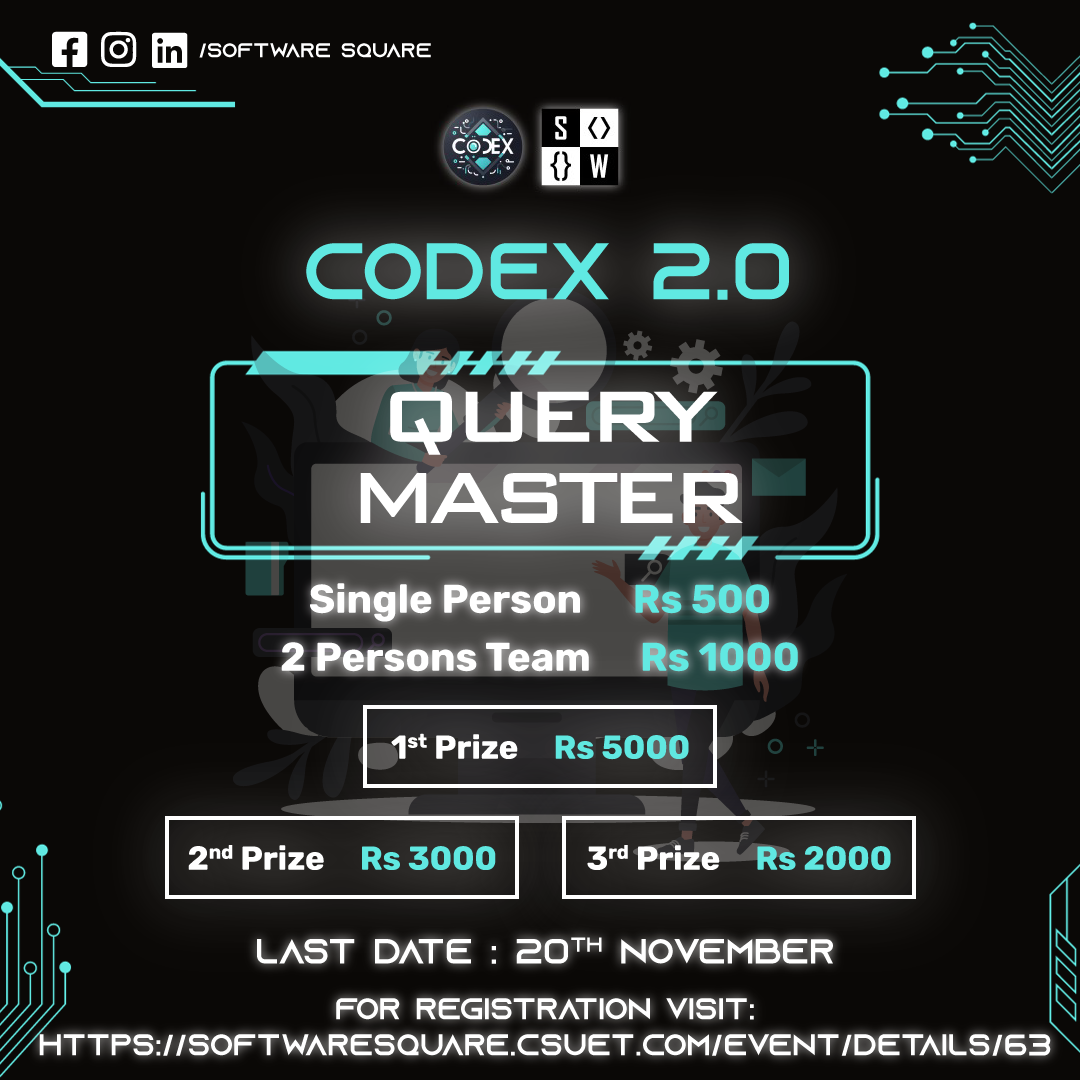 /SOFTWARE SQUARE
CODEX
S <>
{} W
CODEX 2.0
QUERY
MASTER
Single Person Rs 500
2 Persons Team Rs 1000
1st Prize Rs 5000
2nd Prize Rs 3000
3rd Prize Rs 2000
LAST DATE : 20TH NOVEMBER
FOR REGISTRATION VISIT:
HTTPS://SOFTWARESQUARE.CSUET.COM/EVENT/DETAILS/63